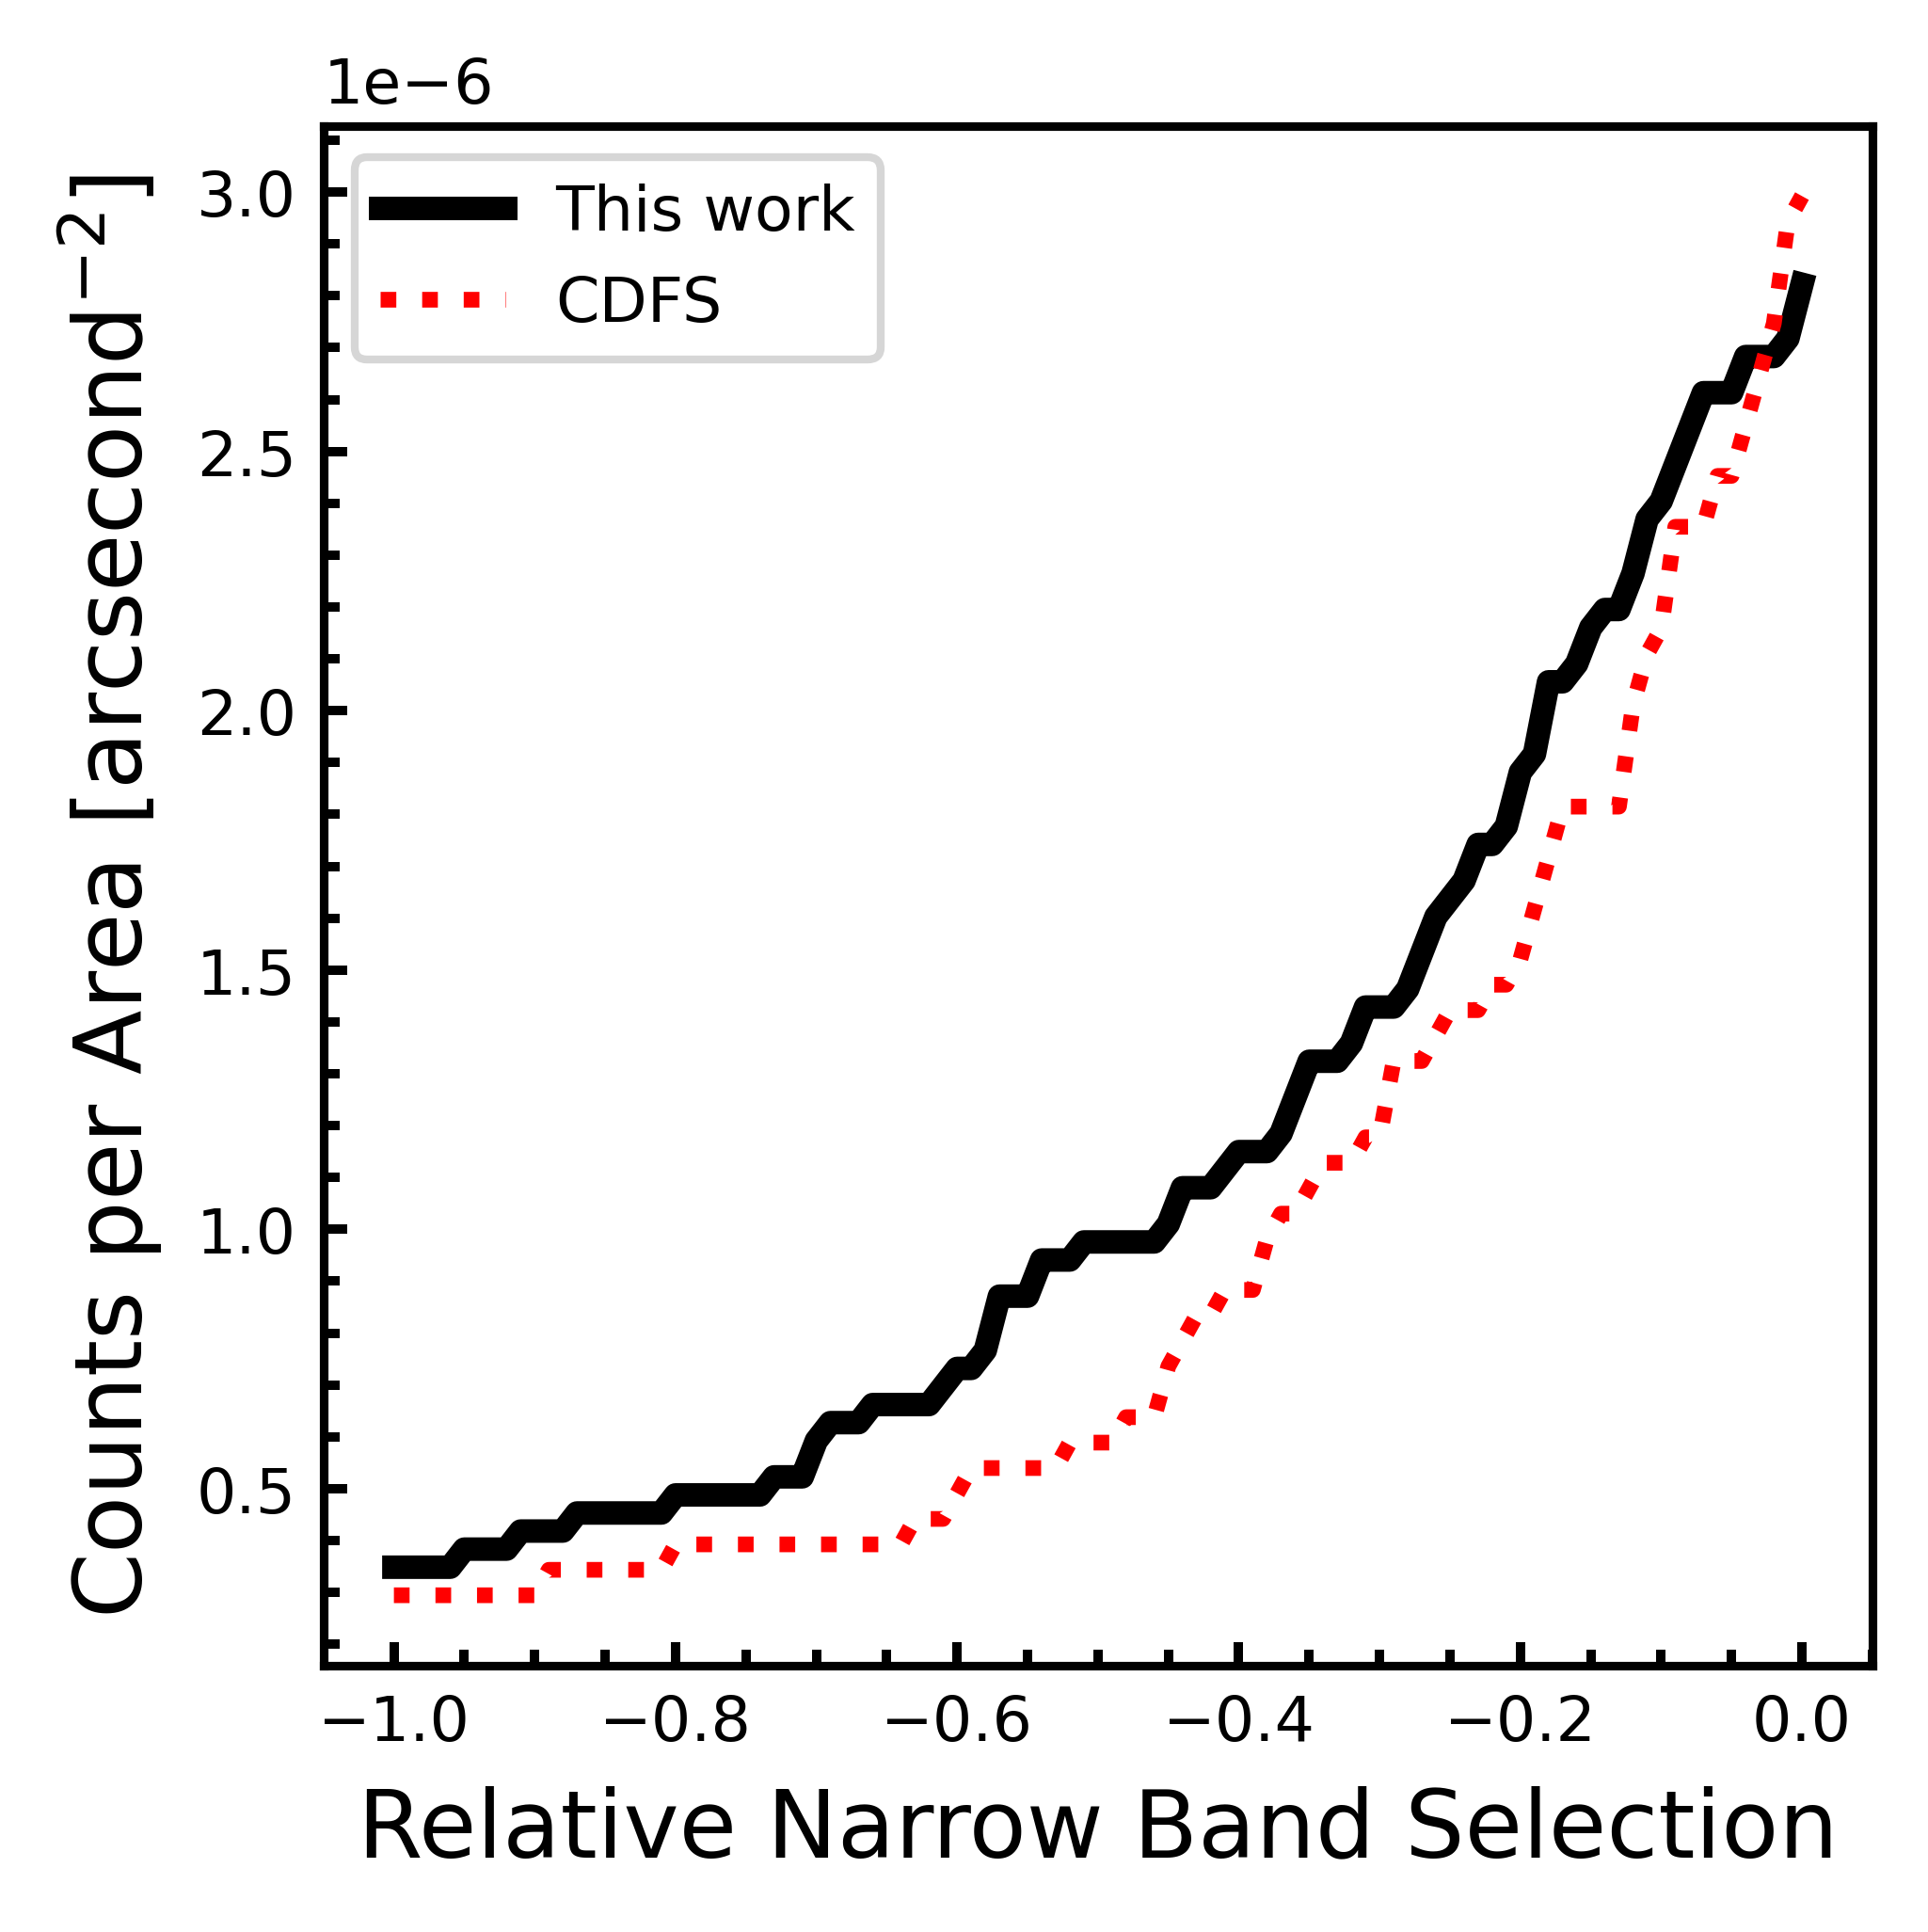 1e−6
This work
CDFS
Counts per Area [arcsecond⁻²]
3.0
2.5
2.0
1.5
1.0
0.5
−1.0 −0.8 −0.6 −0.4 −0.2 0.0
Relative Narrow Band Selection